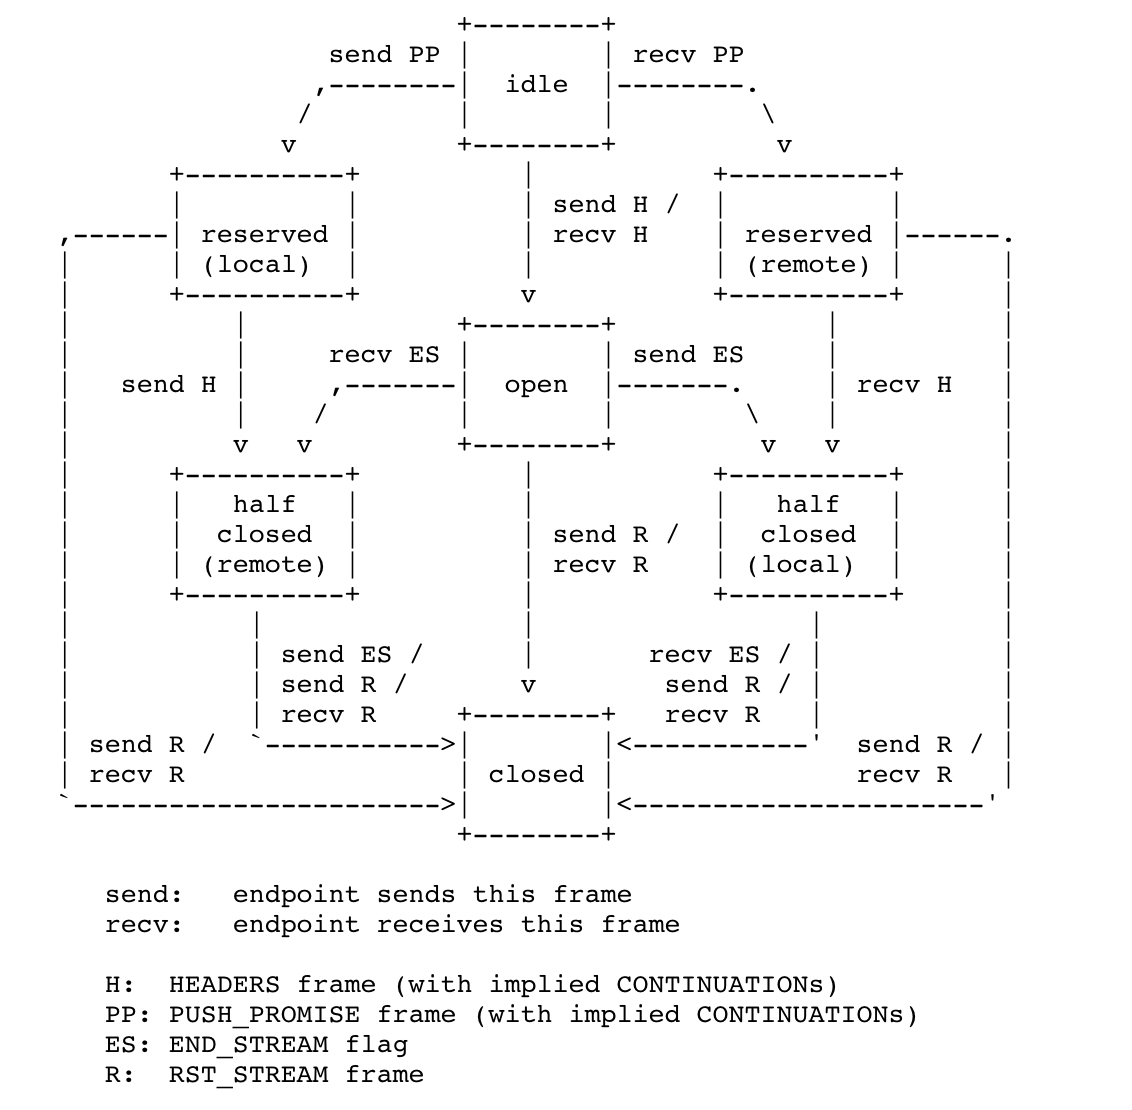 +--------+
               send PP |        | recv PP
              ,--------|  idle  |--------.
             /         |        |         \
            v          +--------+          v
     +----------+          |           +----------+
     |          |          | send H /  |          |
,------| reserved |          | recv H    | reserved |------.
|      | (local)  |          |           | (remote) |      |
|      +----------+          v           +----------+      |
|          |             +--------+             |          |
|          |     recv ES |        | send ES     |          |
|   send H |     ,-------|  open  |-------.     | recv H   |
|          |    /        |        |        \    |          |
|          v   v         +--------+         v   v          |
|      +----------+          |           +----------+      |
|      |   half   |          |           |   half   |      |
|      |  closed  |          | send R /  |  closed  |      |
|      | (remote) |          | recv R    | (local)  |      |
|      +----------+          |           +----------+      |
|           |                |                 |           |
|           | send ES /      |       recv ES / |           |
|           | send R /       v        send R / |           |
|           | recv R     +--------+   recv R   |           |
| send R /  `----------->|        |<-----------'  send R / |
| recv R                 | closed |               recv R   |
`----------------------->|        |<----------------------'
                         +--------+

send:   endpoint sends this frame
recv:   endpoint receives this frame

H:  HEADERS frame (with implied CONTINUATIONs)
PP: PUSH_PROMISE frame (with implied CONTINUATIONs)
ES: END_STREAM flag
R:  RST_STREAM frame